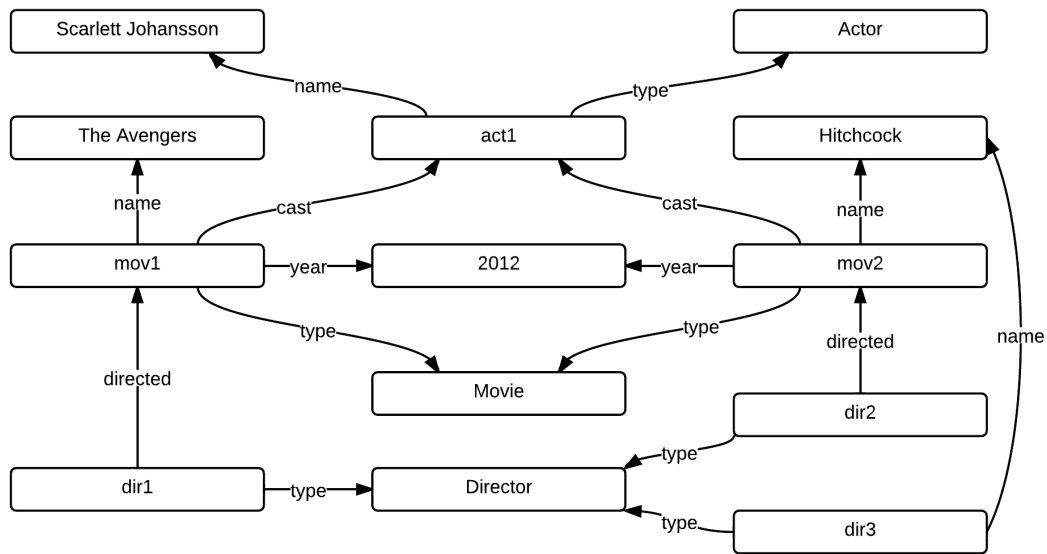 Scarlett Johansson
Actor
name
type
The Avengers
act1
Hitchcock
name
cast
cast
name
mov1
year
2012
year
mov2
type
type
name
directed
directed
Movie
dir2
type
dir1
type
Director
type
dir3